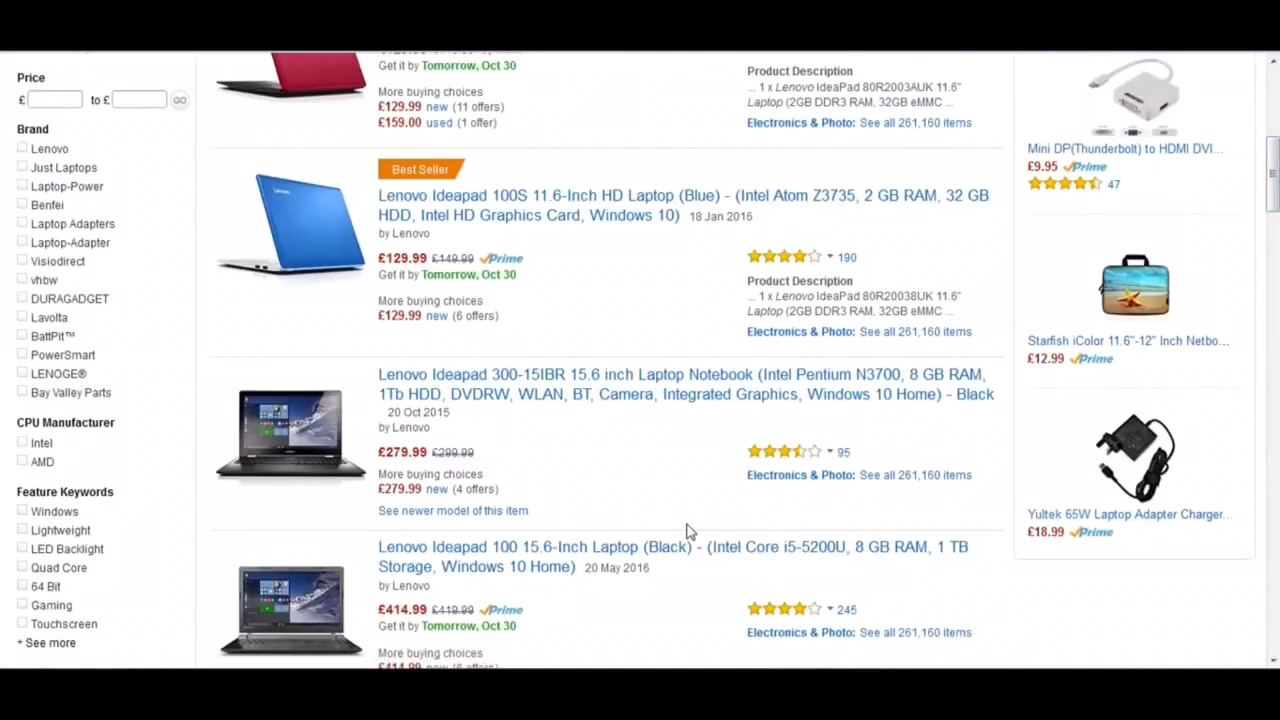 Price
£ to £ GO
Brand
Lenovo
Just Laptops
Laptop-Power
Benfei
Laptop Adapters
Laptop-Adapter
Visiodirect
vhbw
DURAGADGET
Lavolta
BattPit™
PowerSmart
LENOGE®
Bay Valley Parts
CPU Manufacturer
Intel
AMD
Feature Keywords
Windows
Lightweight
LED Backlight
Quad Core
64 Bit
Gaming
Touchscreen
+ See more
Get it by Tomorrow, Oct 30
More buying choices
£129.99 new (11 offers)
£159.00 used (1 offer)
Product Description
... 1 x Lenovo IdeaPad 80R2003AUK 11.6"
Laptop (2GB DDR3 RAM, 32GB eMMC ...
Electronics & Photo: See all 261,160 items
Best Seller
Lenovo Ideapad 100S 11.6-Inch HD Laptop (Blue) - (Intel Atom Z3735, 2 GB RAM, 32 GB
HDD, Intel HD Graphics Card, Windows 10) 18 Jan 2016
by Lenovo
£129.99 £149.99 Prime
Get it by Tomorrow, Oct 30
More buying choices
£129.99 new (6 offers)
190
Product Description
... 1 x Lenovo IdeaPad 80R20038UK 11.6"
Laptop (2GB DDR3 RAM, 32GB eMMC ...
Electronics & Photo: See all 261,160 items
Lenovo
Lenovo Ideapad 300-15IBR 15.6 inch Laptop Notebook (Intel Pentium N3700, 8 GB RAM,
1Tb HDD, DVDRW, WLAN, BT, Camera, Integrated Graphics, Windows 10 Home) - Black
20 Oct 2015
by Lenovo
£279.99 £299.99
More buying choices
£279.99 new (4 offers)
See newer model of this item
95
Electronics & Photo: See all 261,160 items
Lenovo Ideapad 100 15.6-Inch Laptop (Black) - (Intel Core i5-5200U, 8 GB RAM, 1 TB
Storage, Windows 10 Home) 20 May 2016
by Lenovo
£414.99 £419.99 Prime
Get it by Tomorrow, Oct 30
More buying choices
£414.99 new (6 offers)
245
Electronics & Photo: See all 261,160 items
Mini DP(Thunderbolt) to HDMI DVI...
£9.95 Prime
47
Starfish iColor 11.6"-12" Inch Netbo...
£12.99 Prime
Yultek 65W Laptop Adapter Charger...
£18.99 Prime